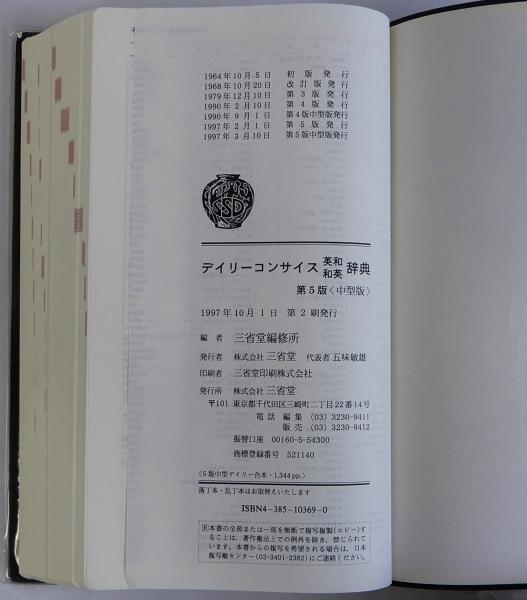 1964年10月5日 初版発行
1968年10月20日 改訂版発行
1979年12月10日 第3版発行
1990年2月10日 第4版発行
1990年9月1日 第4版中型版発行
1997年2月1日 第5版発行
1997年3月10日 第5版中型版発行
SSD
デイリーコンサイス 英和 和英 辞典
第5版〈中型版〉
1997年10月1日 第2刷発行
編者 三省堂編修所
発行者 株式会社 三省堂 代表者 五味敏雄
印刷者 三省堂印刷株式会社
発行所 株式会社 三省堂
〒101 東京都千代田区三崎町二丁目22番14号
電話 編集 (03) 3230-9411
販売 (03) 3230-9412
振替口座 00160-5-54300
商標登録番号 521140
〈5版中型デイリー合本・1,344 pp.〉
落丁本・乱丁本はお取替えいたします
ISBN4-385-10369-0
Ⓡ本書の全部または一部を無断で複写複製(コピー)す
ることは、著作権法上での例外を除き、禁じられて
います。本書からの複写を希望される場合は、日本
複写権センター(03-3401-2382)にご連絡ください。